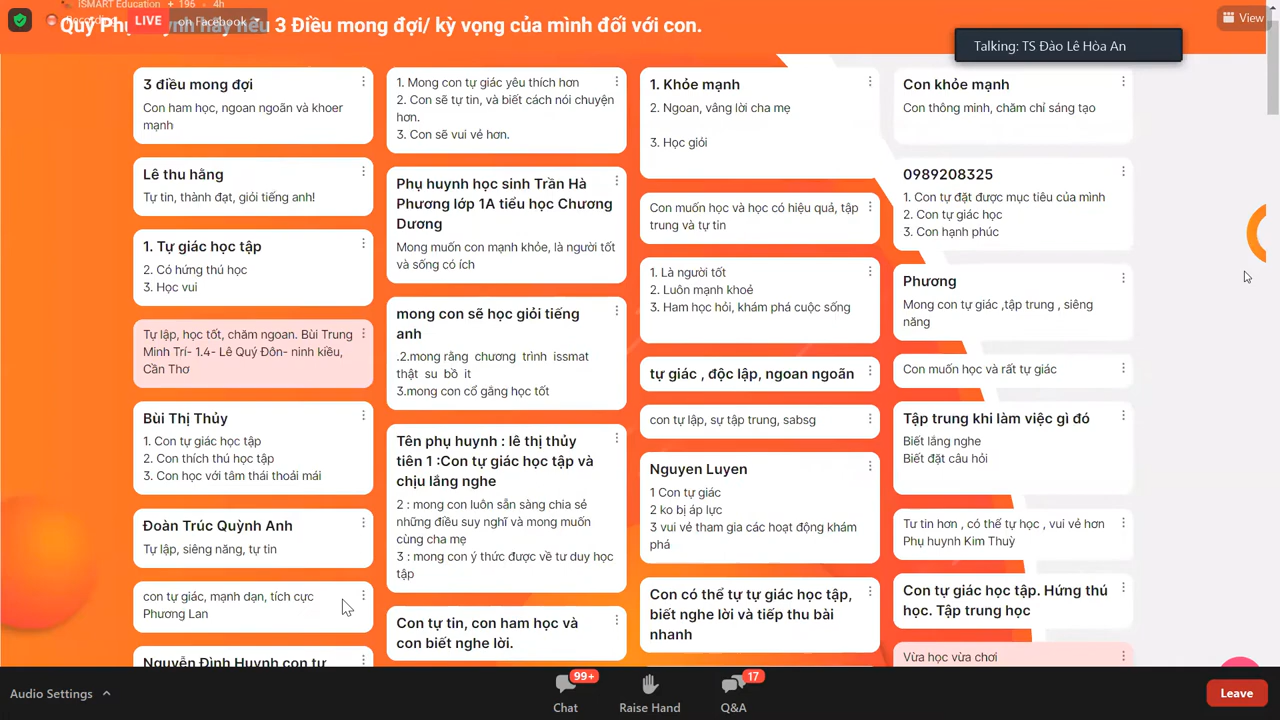 iSMART Education + 196 4h
LIVE on Facebook
Quý Phụ huynh hãy nêu 3 Điều mong đợi/ kỳ vọng của mình đối với con.
View
Talking: TS Đào Lê Hòa An
3 điều mong đợi
Con ham học, ngoan ngoãn và khoer
mạnh
Lê thu hằng
Tự tin, thành đạt, giỏi tiếng anh!
1. Tự giác học tập
2. Có hứng thú học
3. Học vui
Tự lập, học tốt, chăm ngoan. Bùi Trung
Minh Trí- 1.4- Lê Quý Đôn- ninh kiều,
Cần Thơ
Bùi Thị Thủy
1. Con tự giác học tập
2. Con thích thú học tập
3. Con học với tâm thái thoải mái
Đoàn Trúc Quỳnh Anh
Tự lập, siêng năng, tự tin
con tự giác, mạnh dạn, tích cực
Phương Lan
Nguyễn Đình Huynh con tự
1. Mong con tự giác yêu thích hơn
2. Con sẽ tự tin, và biết cách nói chuyện
hơn.
3. Con sẽ vui vẻ hơn.
Phụ huynh học sinh Trần Hà
Phương lớp 1A tiểu học Chương
Dương
Mong muốn con mạnh khỏe, là người tốt
và sống có ích
mong con sẽ học giỏi tiếng
anh
.2.mong rằng chương trình issmat
thật su bồ it
3.mong con cố gắng học tốt
Tên phụ huynh : lê thị thủy
tiên 1 :Con tự giác học tập và
chịu lắng nghe
2 : mong con luôn sẵn sàng chia sẻ
những điều suy nghĩ và mong muốn
cùng cha mẹ
3 : mong con ý thức được về tư duy học
tập
Con tự tin, con ham học và
con biết nghe lời.
1. Khỏe mạnh
2. Ngoan, vâng lời cha mẹ
3. Học giỏi
Con muốn học và học có hiệu quả, tập
trung và tự tin
1. Là người tốt
2. Luôn mạnh khoẻ
3. Ham học hỏi, khám phá cuộc sống
tự giác , độc lập, ngoan ngoãn
con tự lập, sự tập trung, sabsg
Nguyen Luyen
1 Con tự giác
2 ko bị áp lực
3 vui vẻ tham gia các hoạt động khám
phá
Con có thể tự tự giác học tập,
biết nghe lời và tiếp thu bài
nhanh
Con khỏe mạnh
Con thông minh, chăm chỉ sáng tạo
0989208325
1. Con tự đặt được mục tiêu của mình
2. Con tự giác học
3. Con hạnh phúc
Phương
Mong con tự giác ,tập trung , siêng
năng
Con muốn học và rất tự giác
Tập trung khi làm việc gì đó
Biết lắng nghe
Biết đặt câu hỏi
Tư tin hơn , có thể tự học , vui vẻ hơn
Phụ huynh Kim Thuỳ
Con tự giác học tập. Hứng thú
học. Tập trung học
Vừa học vừa chơi
Audio Settings
99+
Chat
Raise Hand
17
Q&A
Leave